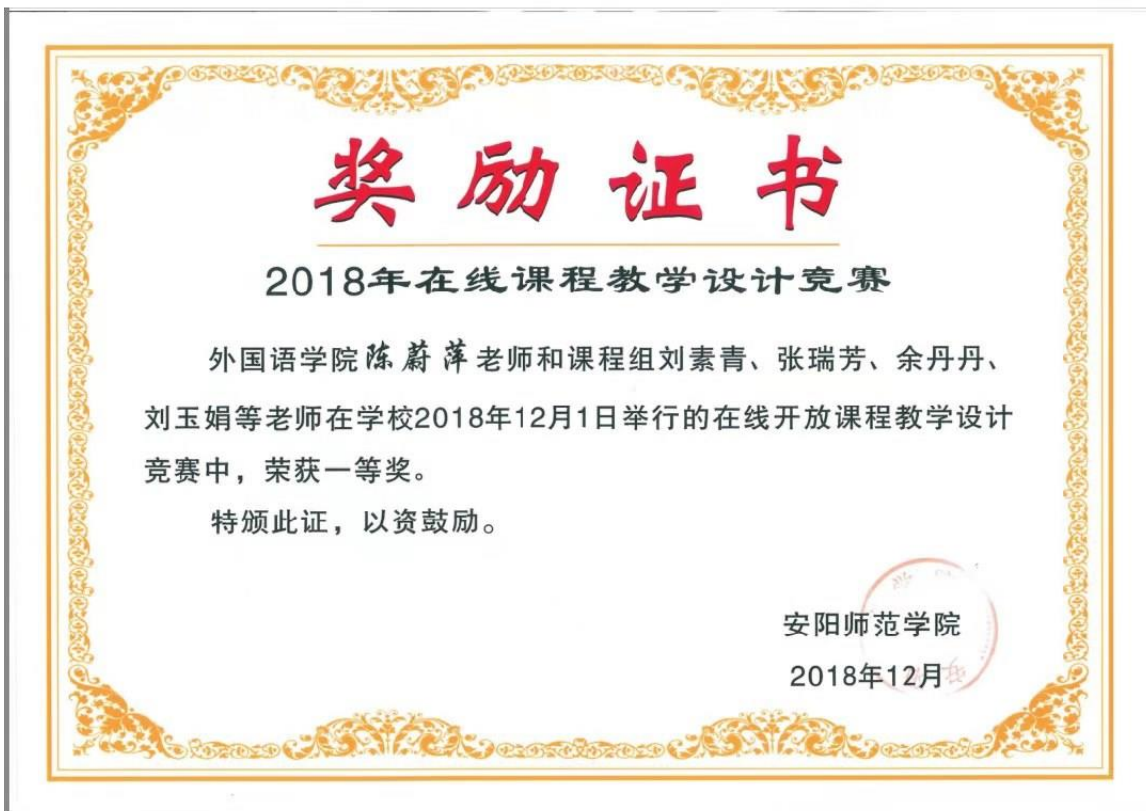 奖励证书
2018年在线课程教学设计竞赛
外国语学院陈蔚萍老师和课程组刘素青、张瑞芳、余丹丹、
刘玉娟等老师在学校2018年12月1日举行的在线开放课程教学设计
竞赛中，荣获一等奖。
特颁此证，以资鼓励。
安阳师范学院
2018年12月